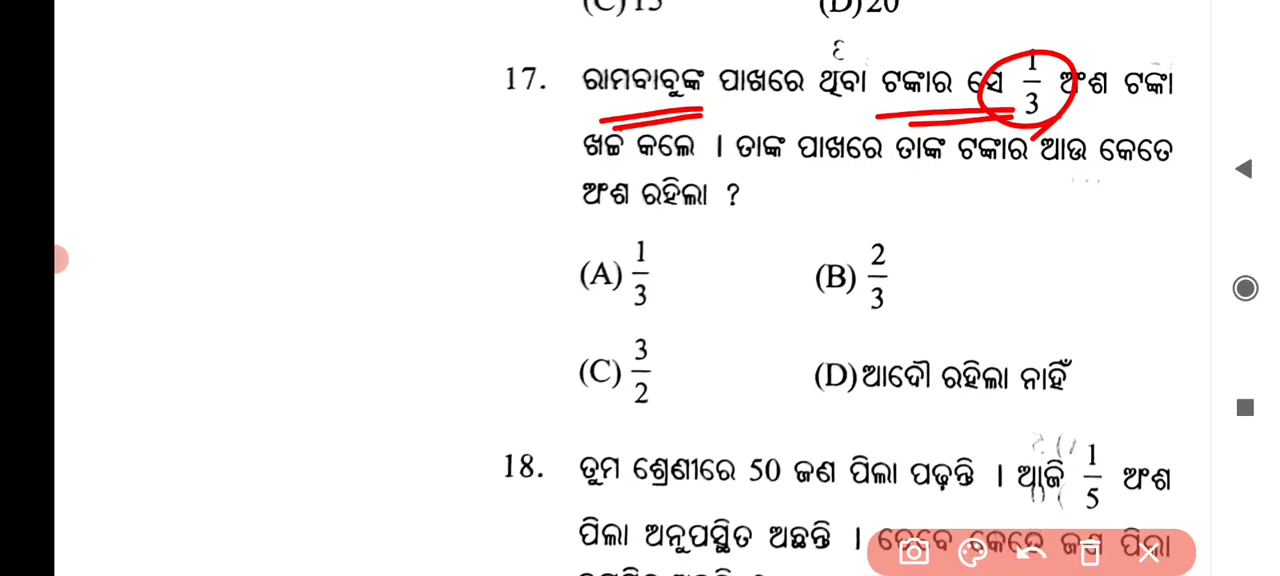 (C) 15 (D) 20
17. ରାମବାବୁଙ୍କ ପାଖରେ ଥିବା ଟଙ୍କାର ସେ 1/3 ଅଂଶ ଟଙ୍କା
ଖର୍ଚ୍ଚ କଲେ । ତାଙ୍କ ପାଖରେ ତାଙ୍କ ଟଙ୍କାର ଆଉ କେତେ
ଅଂଶ ରହିଲା ?
(A) 1/3 (B) 2/3
(C) 3/2 (D) ଆଦୌ ରହିଲା ନାହିଁ
18. ତୁମ ଶ୍ରେଣୀରେ 50 ଜଣ ପିଲା ପଢ଼ନ୍ତି । ଆଜି 1/5 ଅଂଶ
ପିଲା ଅନୁପସ୍ଥିତ ଅଛନ୍ତି । ତେବେ କେତେ ଜଣ ପିଲା